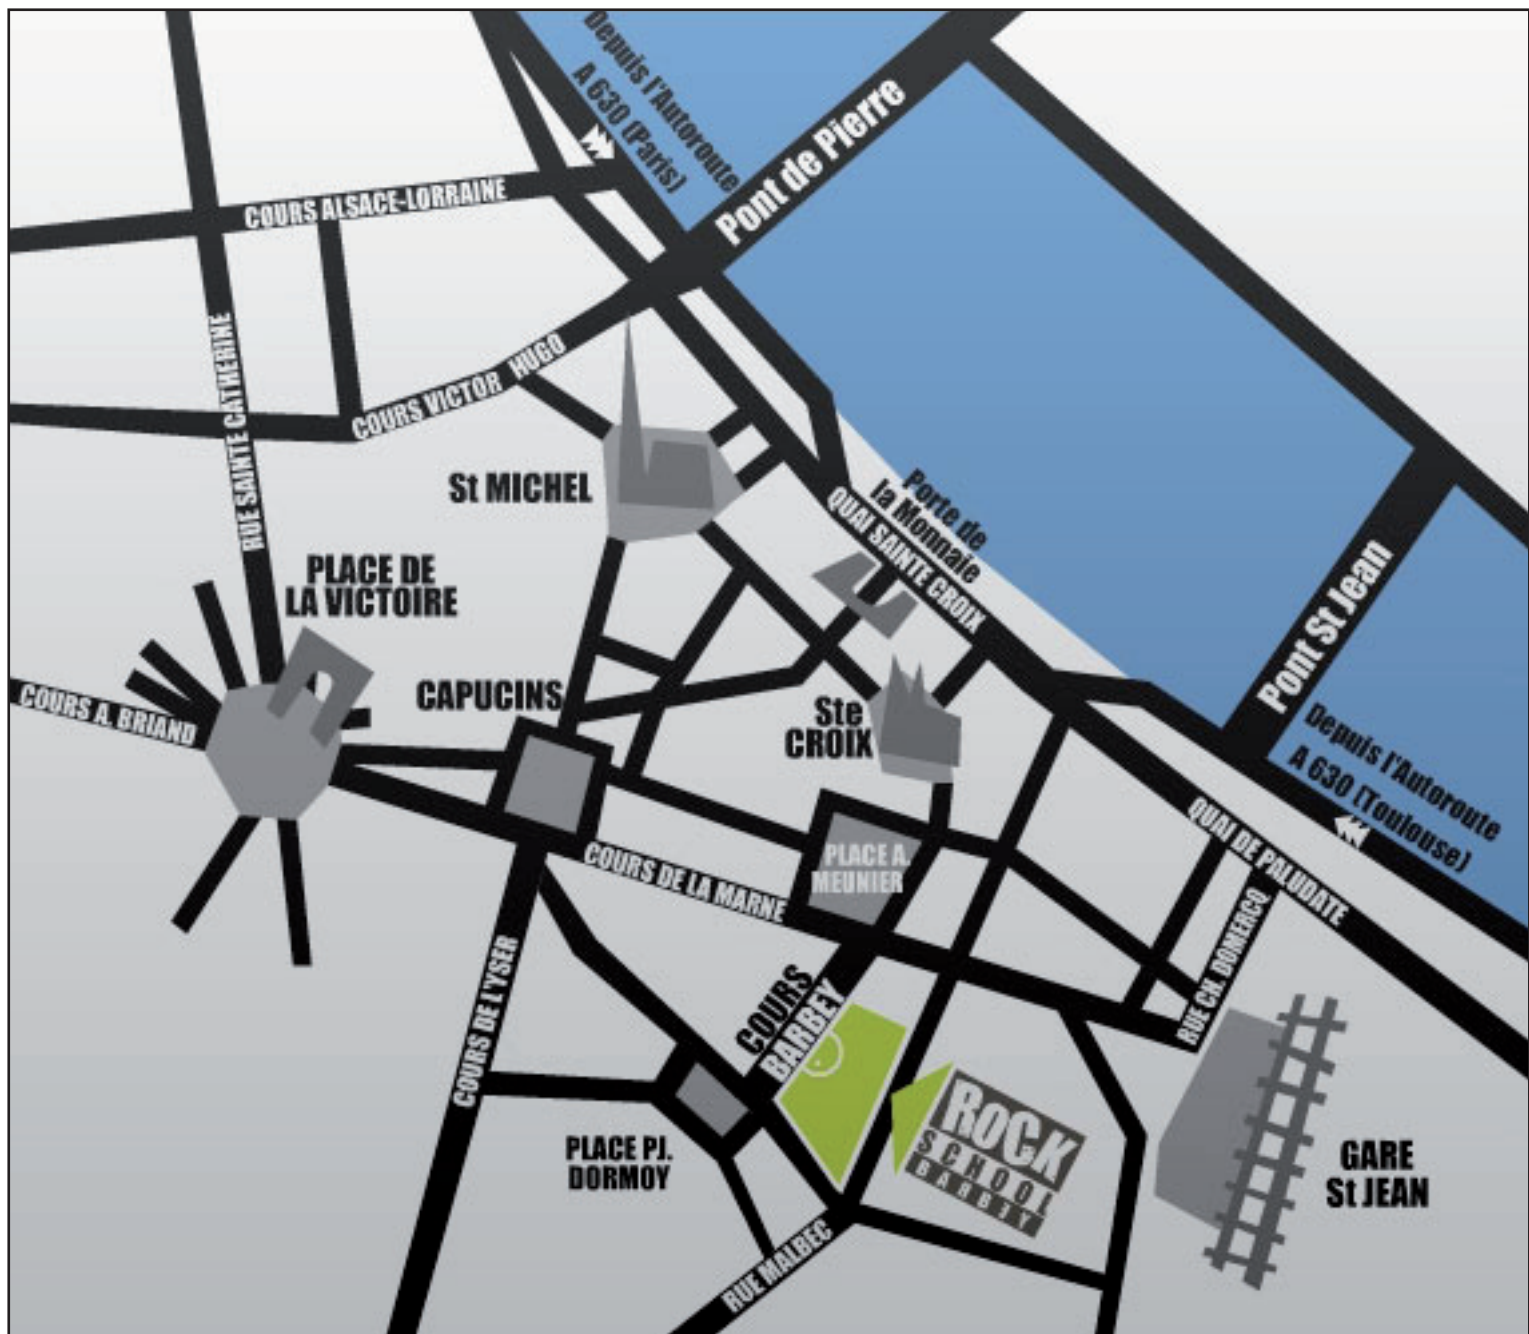 Depuis l'Autoroute
A 630 (Paris)
Pont de Pierre
COURS ALSACE-LORRAINE
RUE SAINTE CATHERINE
COURS VICTOR HUGO
St MICHEL
Porte de
la Monnaie
QUAI SAINTE CROIX
PLACE DE
LA VICTOIRE
Pont St Jean
COURS A. BRIAND
CAPUCINS
Ste
CROIX
Depuis l'Autoroute
A 630 (Toulouse)
QUAI DE PALUDATE
PLACE A.
MEUNIER
COURS DE LA MARNE
RUE CH. DOMERCQ
COURS DE L'YSER
COURS
BARBEY
ROCK
SCHOOL
BARBEY
PLACE PJ.
DORMOY
GARE
St JEAN
RUE MALBEC